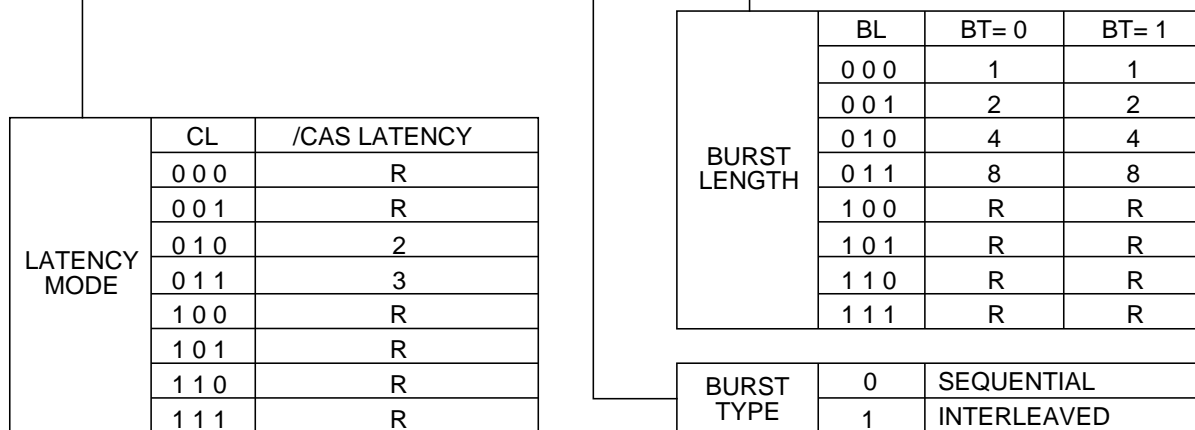 LATENCY
MODE
CL /CAS LATENCY
0 0 0 R
0 0 1 R
0 1 0 2
0 1 1 3
1 0 0 R
1 0 1 R
1 1 0 R
1 1 1 R
BURST
LENGTH
BL BT= 0 BT= 1
0 0 0 1 1
0 0 1 2 2
0 1 0 4 4
0 1 1 8 8
1 0 0 R R
1 0 1 R R
1 1 0 R R
1 1 1 R R
BURST
TYPE
0 SEQUENTIAL
1 INTERLEAVED